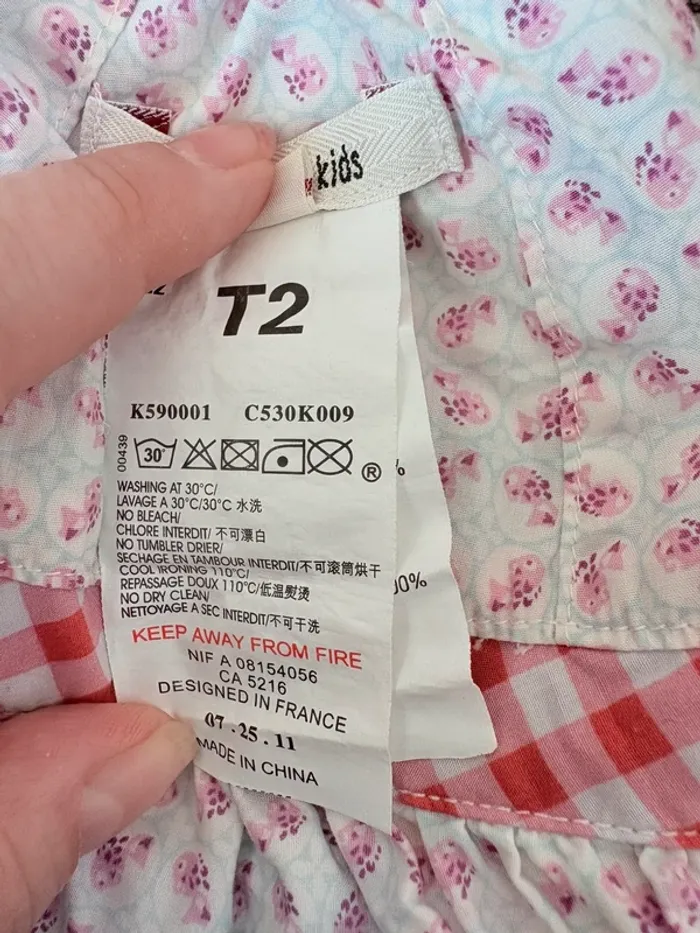 kids
T2
K590001 C530K009
00439
30°
®
WASHING AT 30°C/
LAVAGE A 30°C/30°C 水洗
NO BLEACH/
CHLORE INTERDIT/ 不可漂白
NO TUMBLER DRIER/
SECHAGE EN TAMBOUR INTERDIT/不可滚筒烘干
COOL IRONING 110°C/
REPASSAGE DOUX 110°C/低温熨烫
NO DRY CLEAN/
NETTOYAGE A SEC INTERDIT/不可干洗
KEEP AWAY FROM FIRE
NIF A 08154056
CA 5216
DESIGNED IN FRANCE
07.25.11
MADE IN CHINA
%
0%